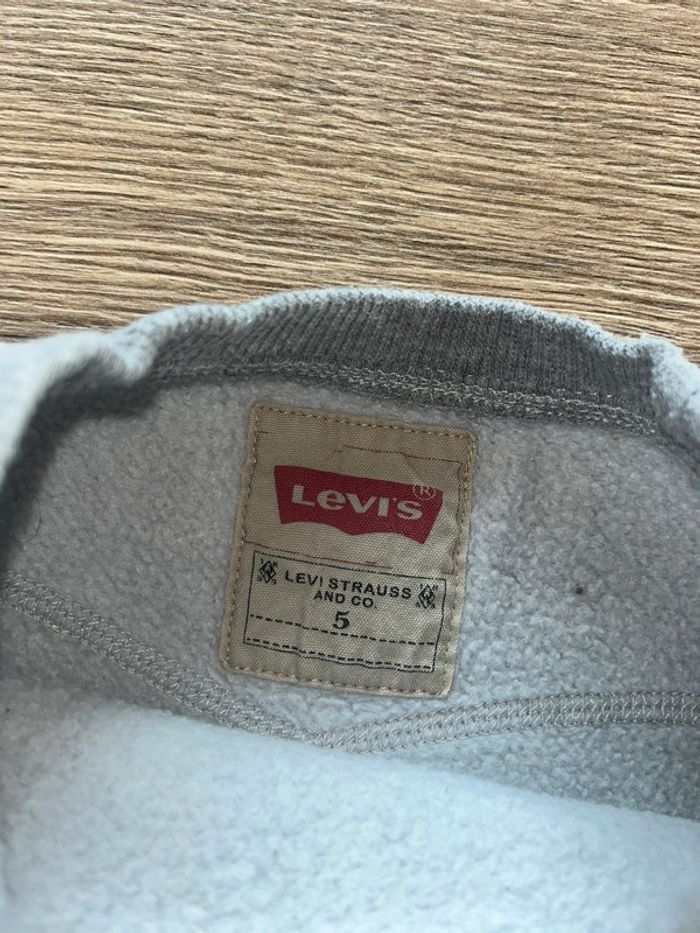 Levi's ®
LEVI STRAUSS
AND CO.
5